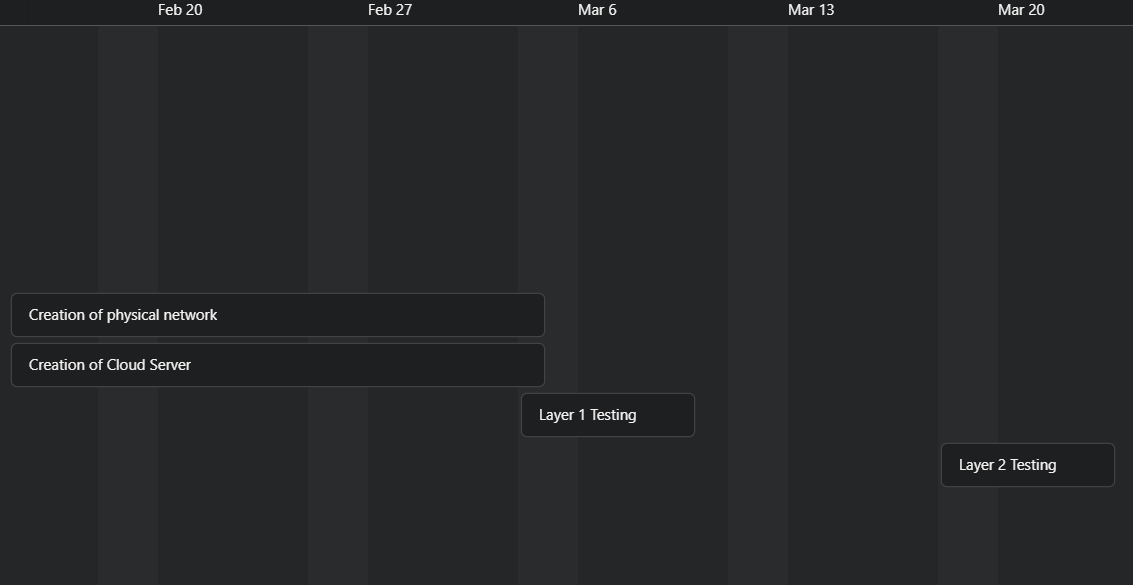 Feb 20 Feb 27 Mar 6 Mar 13 Mar 20
Creation of physical network
Creation of Cloud Server
Layer 1 Testing
Layer 2 Testing